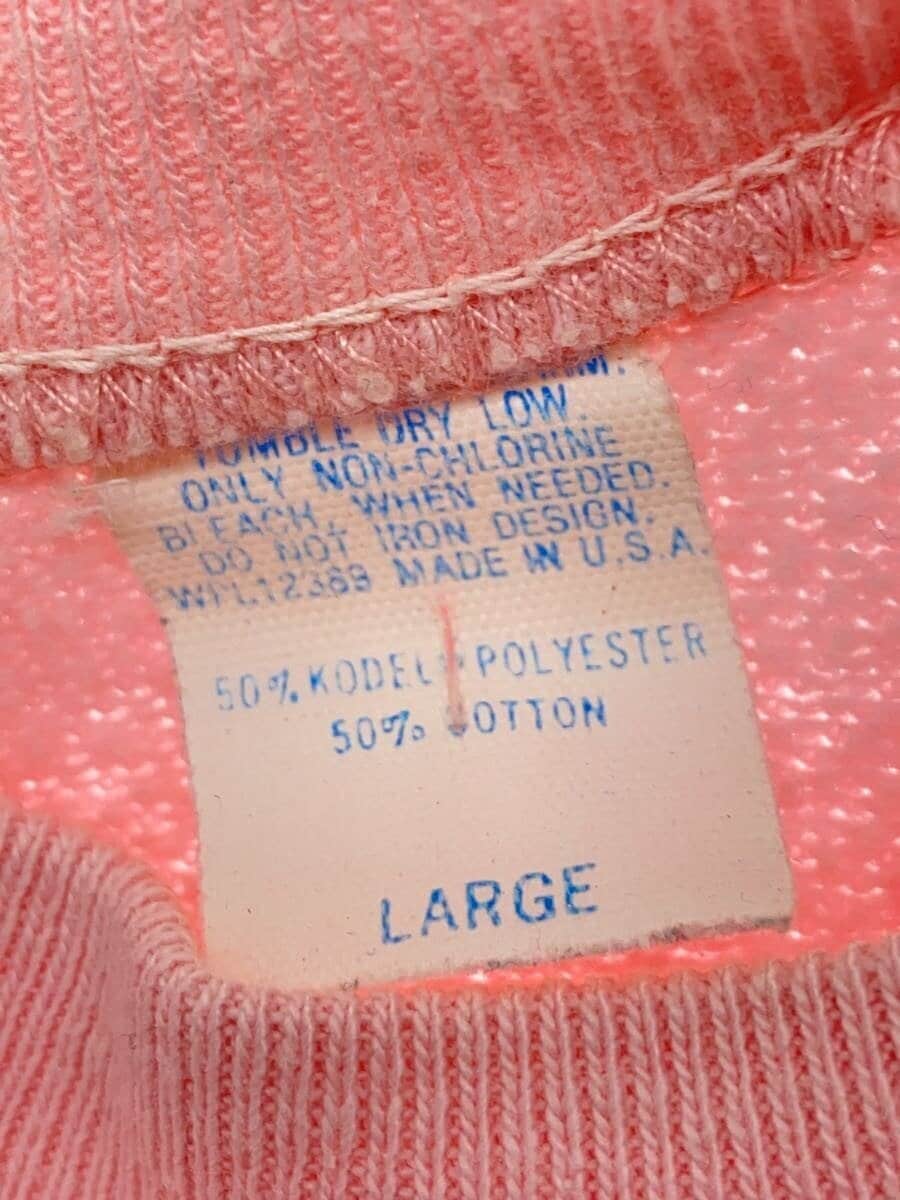 TUMBLE DRY LOW.
ONLY NON-CHLORINE
BLEACH, WHEN NEEDED.
DO NOT IRON DESIGN.
WPL12389 MADE IN U.S.A.
50% KODEL® POLYESTER
50% COTTON
LARGE